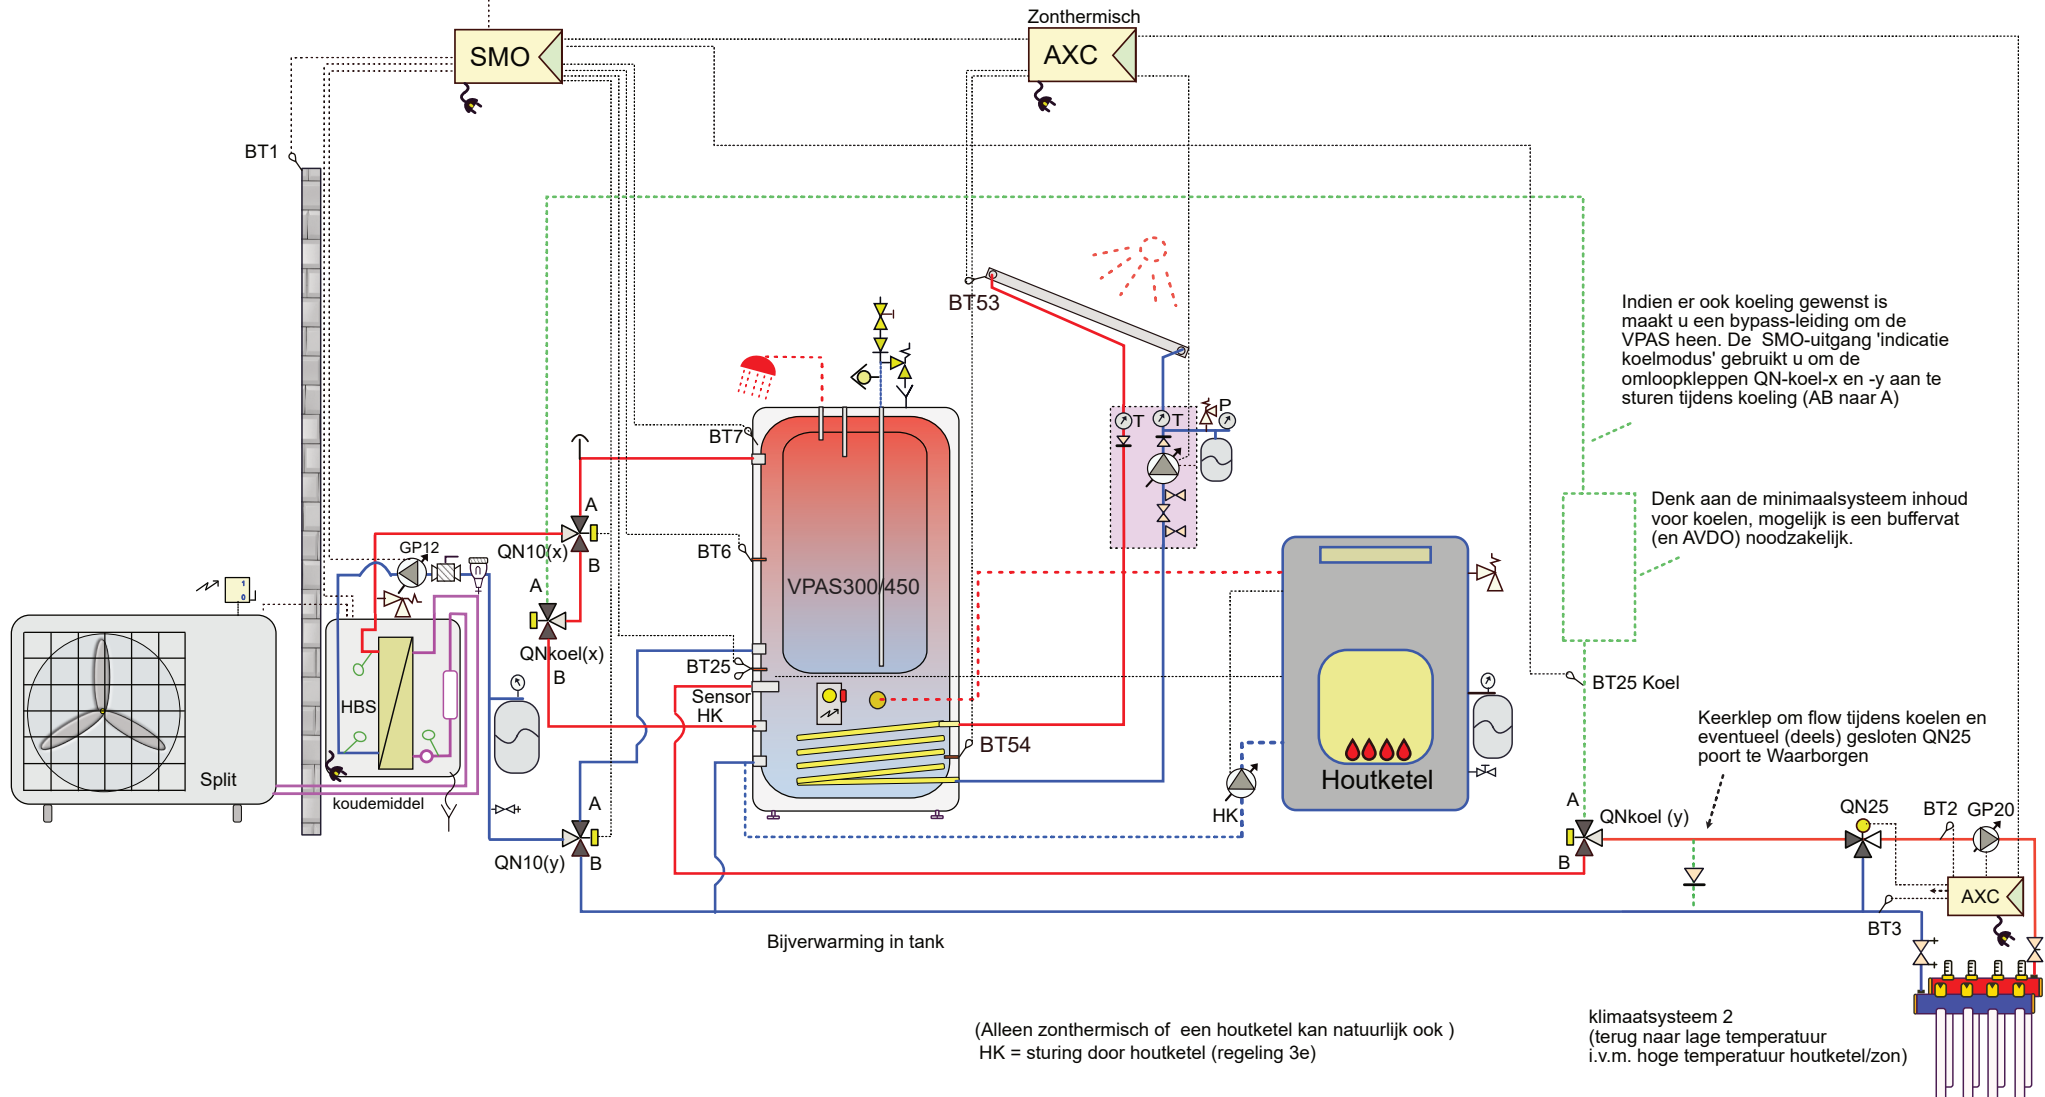 Zonthermisch
SMO
AXC
BT1
BT53
Indien er ook koeling gewenst is
maakt u een bypass-leiding om de
VPAS heen. De SMO-uitgang 'indicatie
koelmodus' gebruikt u om de
omloopkleppen QN-koel-x en -y aan te
sturen tijdens koeling (AB naar A)
T
T
P
BT7
A
Denk aan de minimaalsysteem inhoud
voor koelen, mogelijk is een buffervat
(en AVDO) noodzakelijk.
GP12
QN10(x)
BT6
B
A
1
0
VPAS300/450
QNkoel(x)
B
BT25
Sensor
HK
BT25 Koel
HBS
Split
BT54
Keerklep om flow tijdens koelen en
eventueel (deels) gesloten QN25
poort te Waarborgen
Houtketel
koudemiddel
A
HK
A
QNkoel (y)
QN25
BT2
GP20
QN10(y)
B
B
AXC
BT3
Bijverwarming in tank
(Alleen zonthermisch of een houtketel kan natuurlijk ook )
HK = sturing door houtketel (regeling 3e)
klimaatsysteem 2
(terug naar lage temperatuur
i.v.m. hoge temperatuur houtketel/zon)